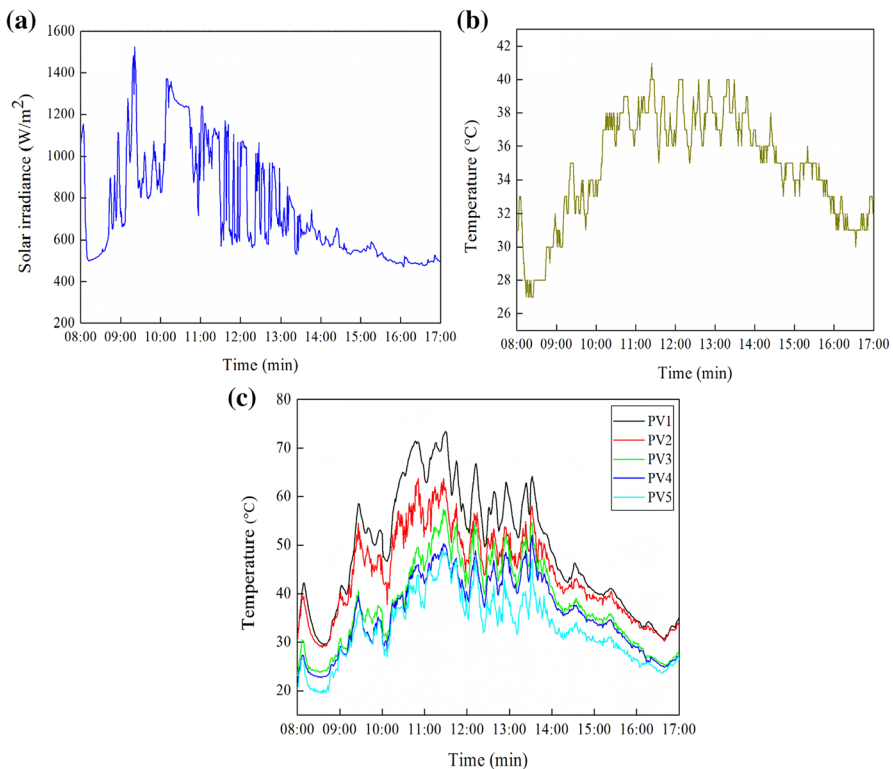 (a)
1600
1400
1200
1000
800
600
400
200
Solar irradiance (W/m²)
08:00 09:00 10:00 11:00 12:00 13:00 14:00 15:00 16:00 17:00
Time (min)
(b)
42
40
38
36
34
32
30
28
26
Temperature (°C)
08:00 09:00 10:00 11:00 12:00 13:00 14:00 15:00 16:00 17:00
Time (min)
(c)
80
70
60
50
40
30
20
Temperature (°C)
PV1
PV2
PV3
PV4
PV5
08:00 09:00 10:00 11:00 12:00 13:00 14:00 15:00 16:00 17:00
Time (min)